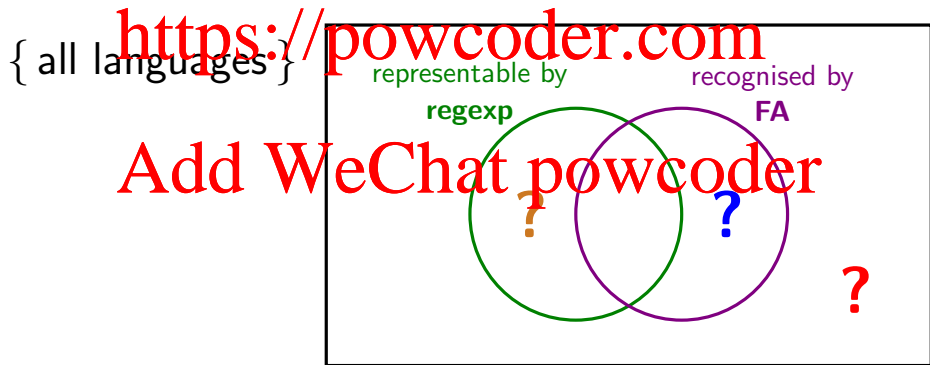 https://powcoder.com
{ all languages }
representable by
regexp
recognised by
FA
Add WeChat powcoder
? ?
?